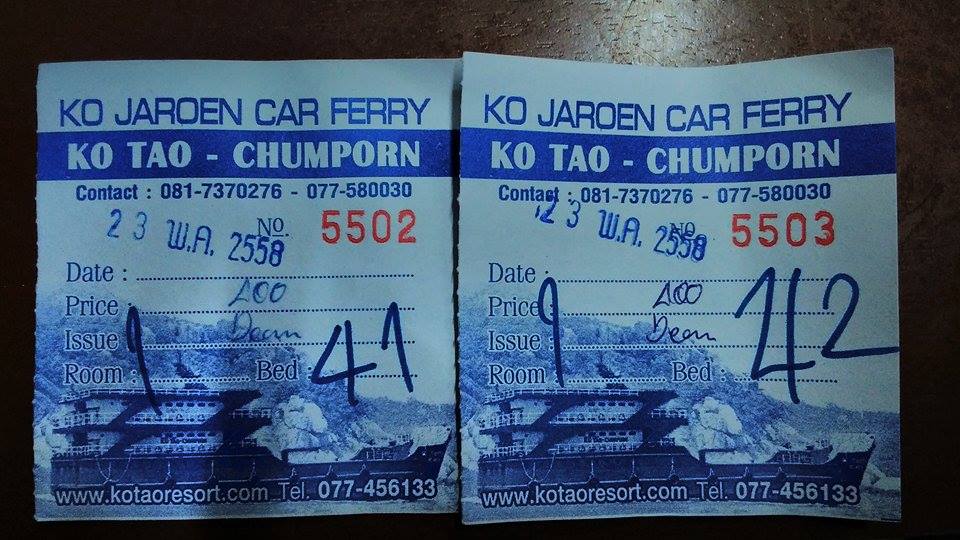 KO JAROEN CAR FERRY
KO TAO - CHUMPORN
Contact : 081-7370276 - 077-580030
23 พ.ค. 2558
No. 5502
Date :
Price : 400
Issue : Dean
Room : 1 Bed : 41
www.kotaoresort.com Tel. 077-456133
KO JAROEN CAR FERRY
KO TAO - CHUMPORN
Contact : 081-7370276 - 077-580030
23 พ.ค. 2558
No. 5503
Date :
Price : 400
Issue : Dean
Room : 1 Bed : 42
www.kotaoresort.com Tel. 077-456133